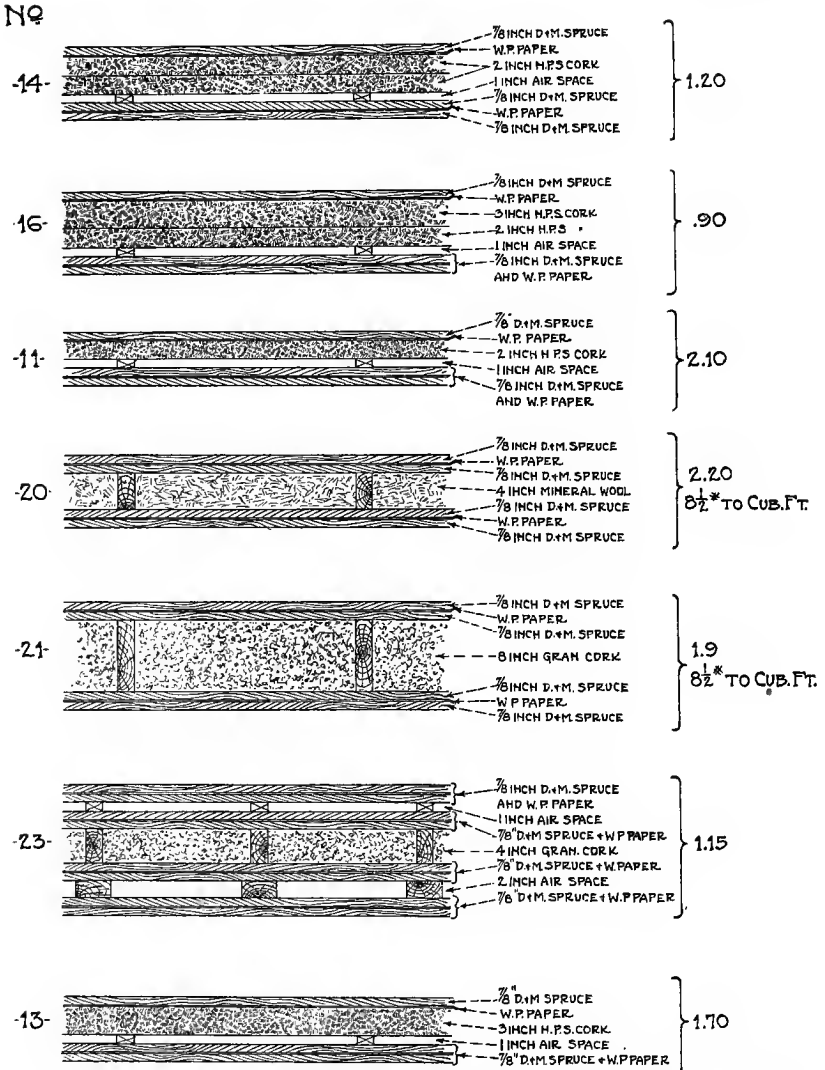 No
-14-
7/8 INCH D+M. SPRUCE
W.P. PAPER
2 INCH H.P.S CORK
1 INCH AIR SPACE
7/8 INCH D+M. SPRUCE
W.P. PAPER
7/8 INCH D+M. SPRUCE
1.20
-16-
7/8 INCH D+M SPRUCE
W.P. PAPER
3 INCH H.P.S. CORK
2 INCH H.P.S "
1 INCH AIR SPACE
7/8 INCH D.+M. SPRUCE
AND W.P. PAPER
.90
-11-
7/8" D.+M. SPRUCE
W.P. PAPER
2 INCH H.P.S CORK
1 INCH AIR SPACE
7/8 INCH D+M. SPRUCE
AND W.P. PAPER
2.10
-20-
7/8 INCH D.+M. SPRUCE
W.P. PAPER
7/8 INCH D.+M. SPRUCE
4 INCH MINERAL WOOL
7/8 INCH D.+M. SPRUCE
W.P. PAPER
7/8 INCH D+M SPRUCE
2.20
8 1/2 # TO CUB. FT.
-21-
7/8 INCH D+M SPRUCE
W.P. PAPER
7/8 INCH D.+M. SPRUCE
8 INCH GRAN CORK
7/8 INCH D.+M. SPRUCE
W P PAPER
7/8 INCH D+M SPRUCE
1.9
8 1/2 # TO CUB. FT.
-23-
7/8 INCH D.+M. SPRUCE
AND W.P. PAPER
1 INCH AIR SPACE
7/8" D+M SPRUCE + W P PAPER
4 INCH GRAN. CORK
7/8" D+M. SPRUCE + W.PAPER
2 INCH AIR SPACE
7/8" D+M. SPRUCE + W.P PAPER
1.15
-13-
7/8" D.+M SPRUCE
W.P. PAPER
3 INCH H.P.S. CORK
1 INCH AIR SPACE
7/8" D.+M. SPRUCE + W.P PAPER
1.70